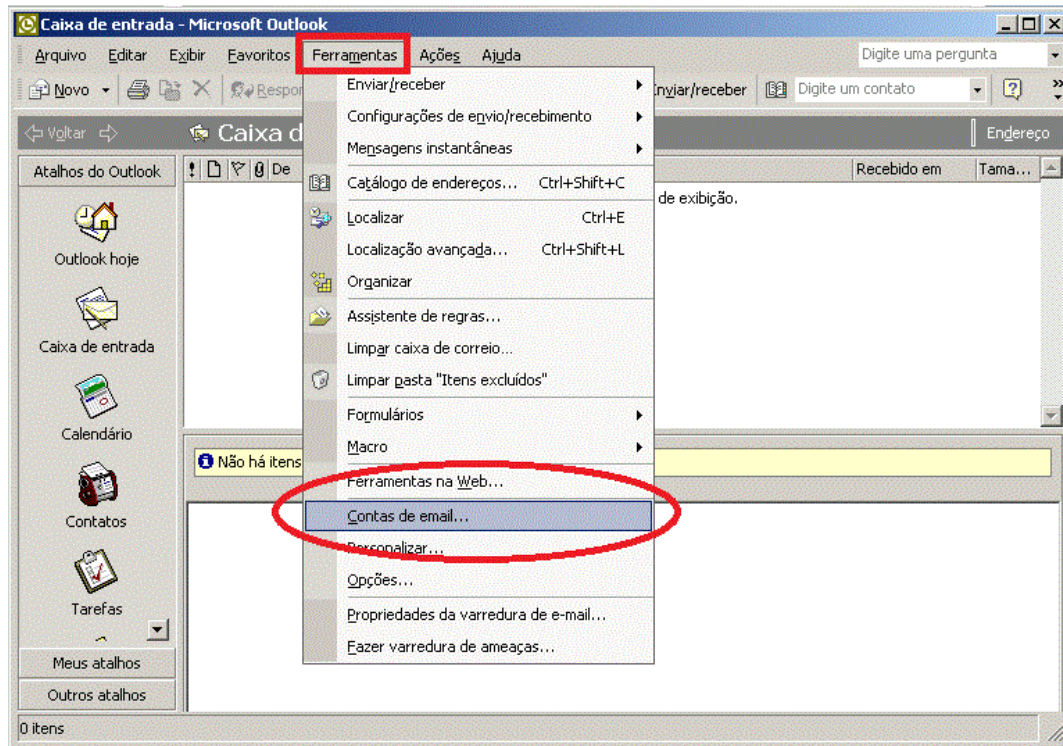 Caixa de entrada - Microsoft Outlook
Arquivo Editar Exibir Favoritos Ferramentas Ações Ajuda Digite uma pergunta
Novo Respon Enviar/receber Digite um contato
Voltar Caixa d Endereço
Atalhos do Outlook
De Recebido em Tama...
de exibição.
Outlook hoje
Caixa de entrada
Calendário
Contatos
Tarefas
Meus atalhos
Outros atalhos
Enviar/receber
Configurações de envio/recebimento
Mensagens instantâneas
Catálogo de endereços... Ctrl+Shift+C
Localizar Ctrl+E
Localização avançada... Ctrl+Shift+L
Organizar
Assistente de regras...
Limpar caixa de correio...
Limpar pasta "Itens excluídos"
Formulários
Macro
Ferramentas na Web...
Contas de email...
Personalizar...
Opções...
Propriedades da varredura de e-mail...
Fazer varredura de ameaças...
Não há itens
0 itens